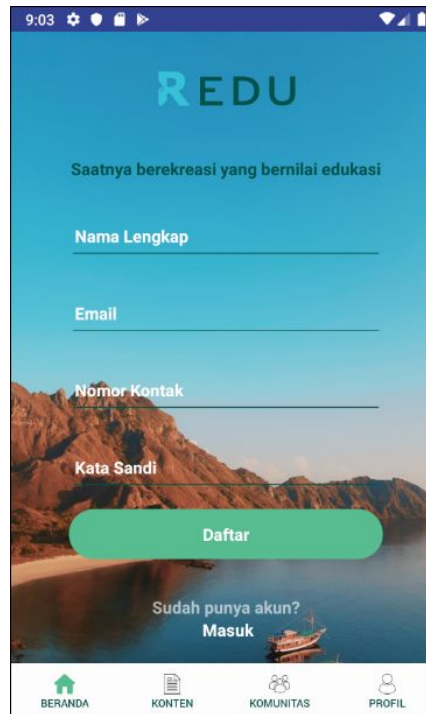 9:03
REDU
Saatnya berekreasi yang bernilai edukasi
Nama Lengkap
Email
Nomor Kontak
Kata Sandi
Daftar
Sudah punya akun?
Masuk
BERANDA KONTEN KOMUNITAS PROFIL